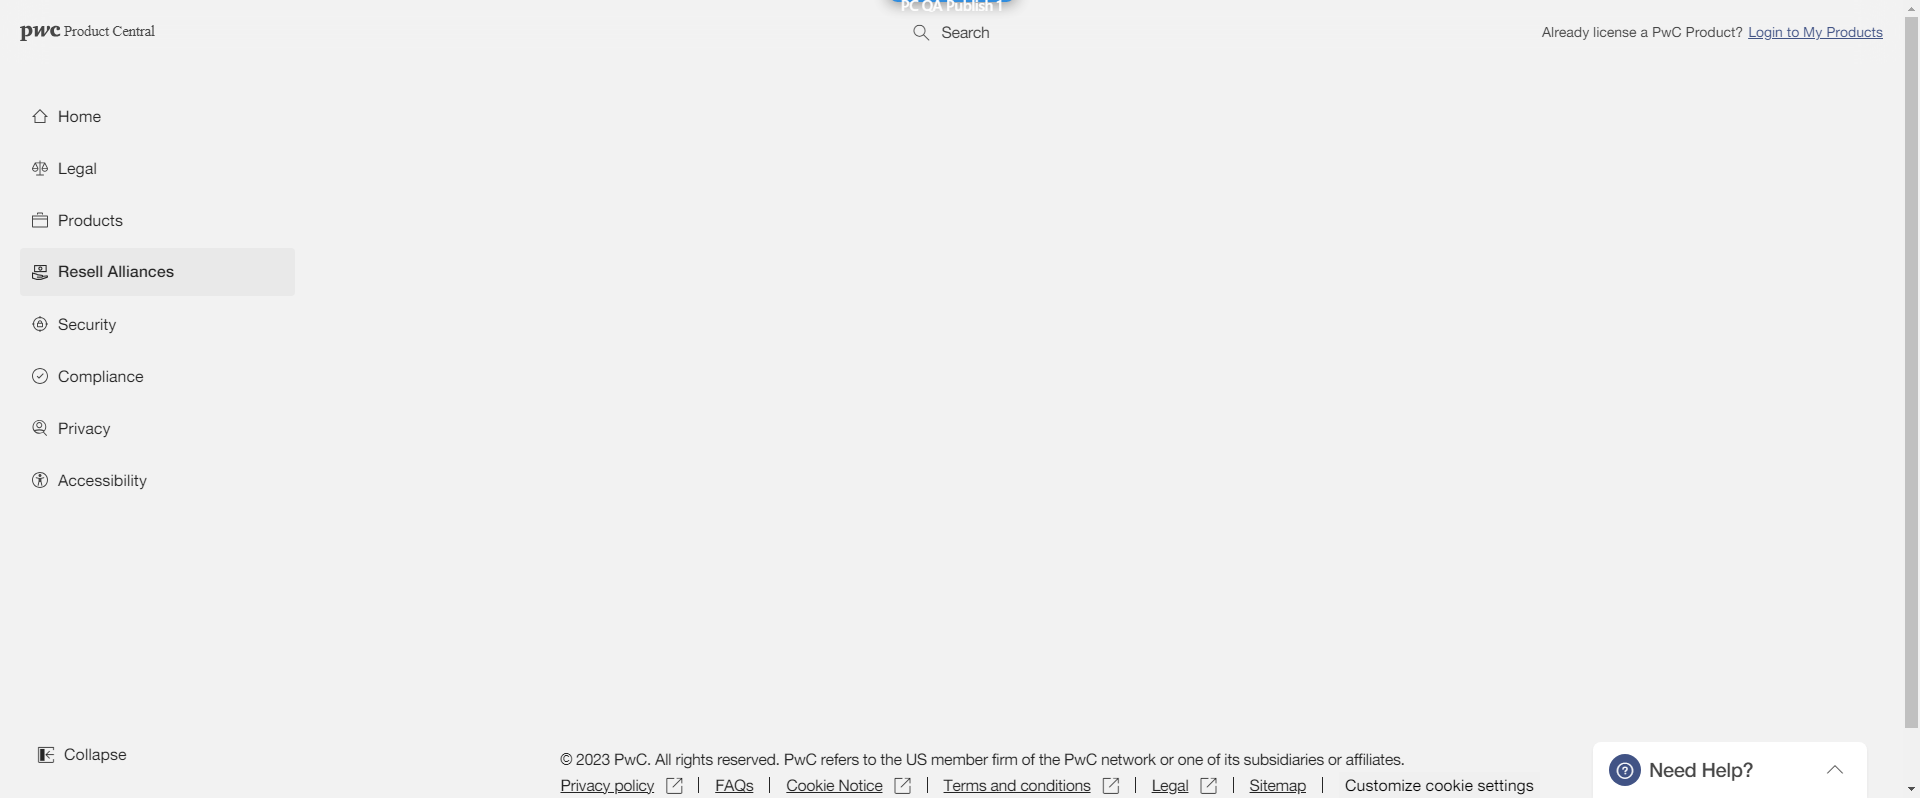 PC QA Publish 1
pwc Product Central
Search
Already license a PwC Product? Login to My Products
Home
Legal
Products
Resell Alliances
Security
Compliance
Privacy
Accessibility
Collapse
© 2023 PwC. All rights reserved. PwC refers to the US member firm of the PwC network or one of its subsidiaries or affiliates.
Privacy policy | FAQs | Cookie Notice | Terms and conditions | Legal | Sitemap | Customize cookie settings
Need Help?